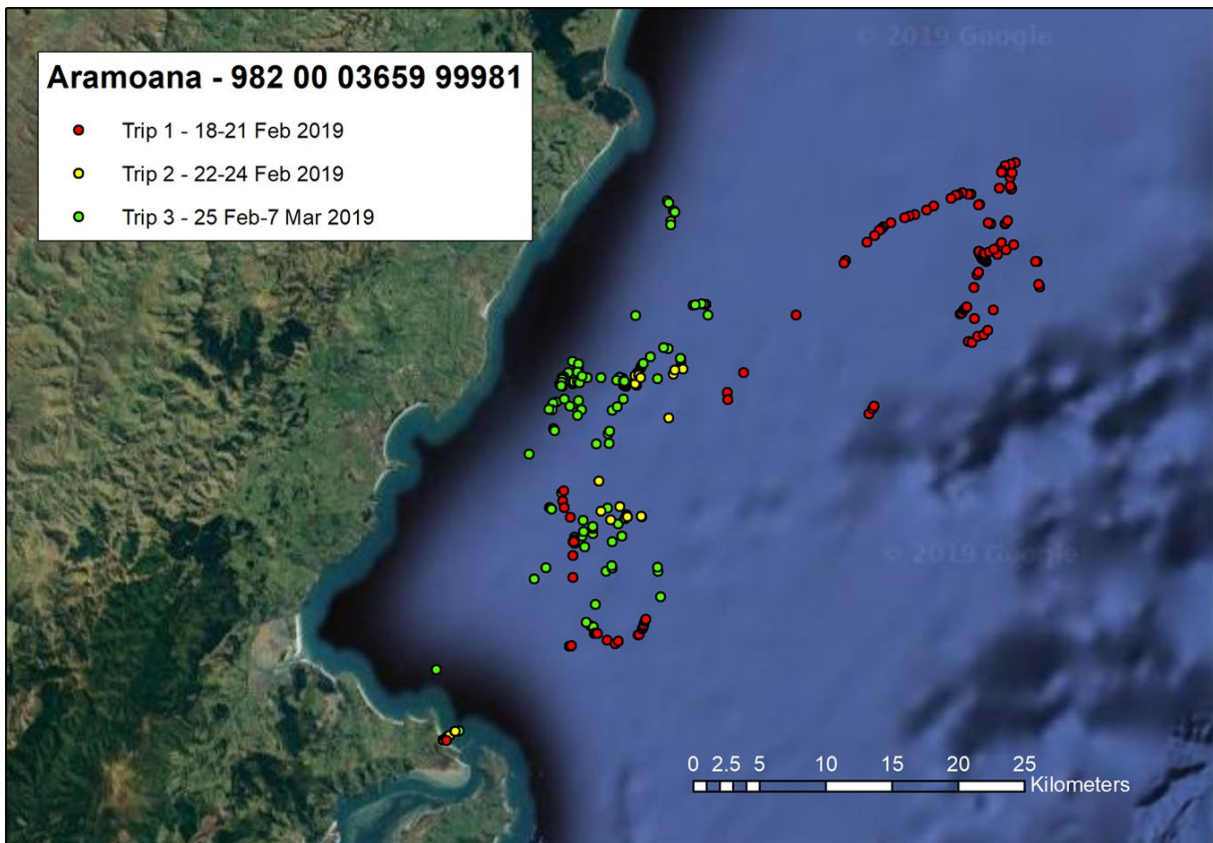 © 2019 Google
Aramoana - 982 00 03659 99981
Trip 1 - 18-21 Feb 2019
Trip 2 - 22-24 Feb 2019
Trip 3 - 25 Feb-7 Mar 2019
© 2019 Google
0 2.5 5 10 15 20 25
Kilometers